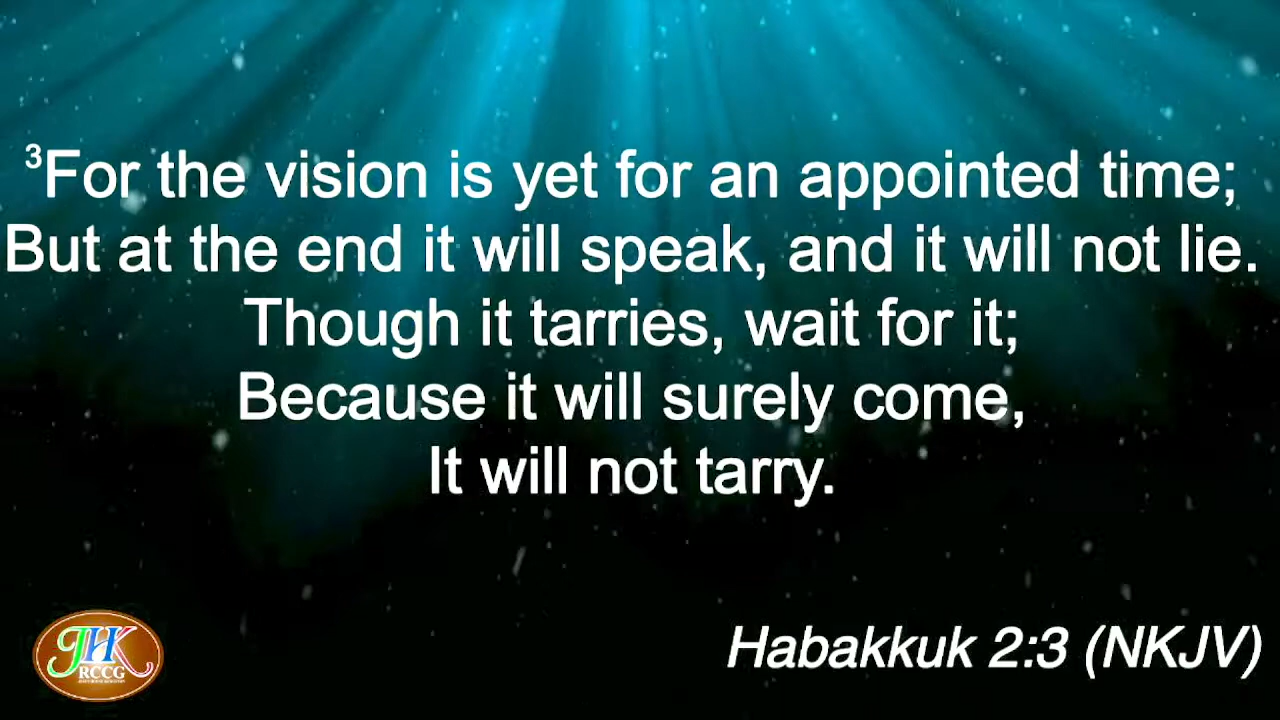 ³For the vision is yet for an appointed time;
But at the end it will speak, and it will not lie.
Though it tarries, wait for it;
Because it will surely come,
It will not tarry.
JHK
RCCG
Habakkuk 2:3 (NKJV)